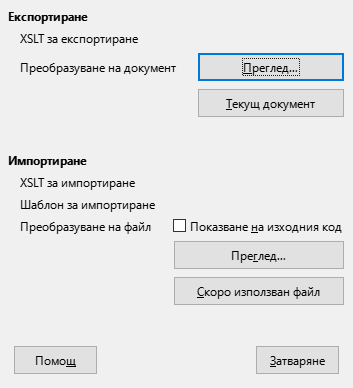 Експортиране
XSLT за експортиране
Преобразуване на документ
Преглед...
Текущ документ
Импортиране
XSLT за импортиране
Шаблон за импортиране
Преобразуване на файл
Показване на изходния код
Преглед...
Скоро използван файл
Помощ
Затваряне